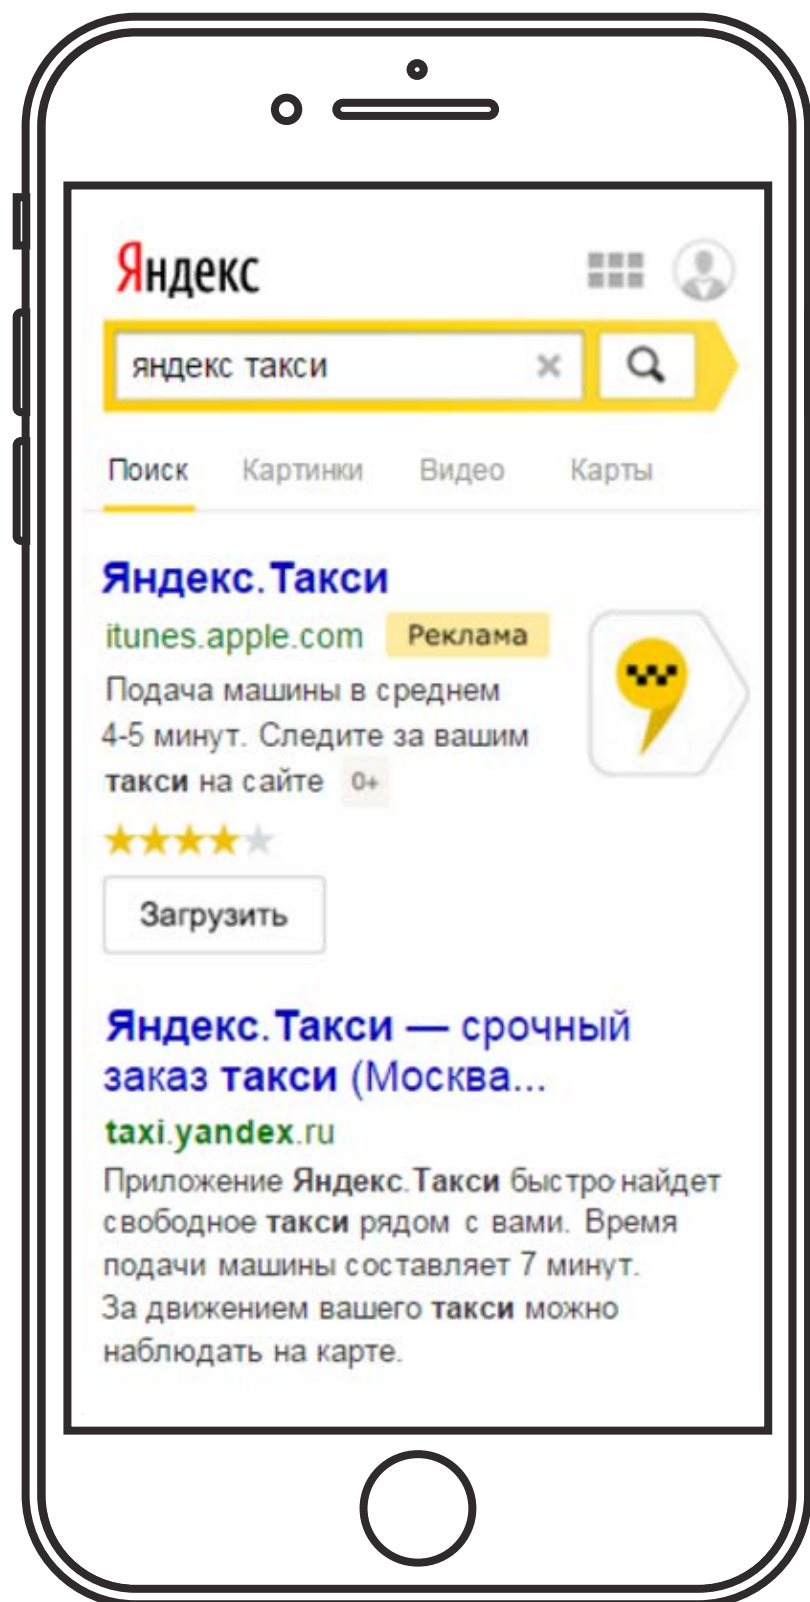 Яндекс
яндекс такси
Поиск Картинки Видео Карты
Яндекс.Такси
itunes.apple.com Реклама
Подача машины в среднем
4-5 минут. Следите за вашим
такси на сайте 0+
Загрузить
Яндекс.Такси — срочный
заказ такси (Москва...
taxi.yandex.ru
Приложение Яндекс.Такси быстро найдет
свободное такси рядом с вами. Время
подачи машины составляет 7 минут.
За движением вашего такси можно
наблюдать на карте.